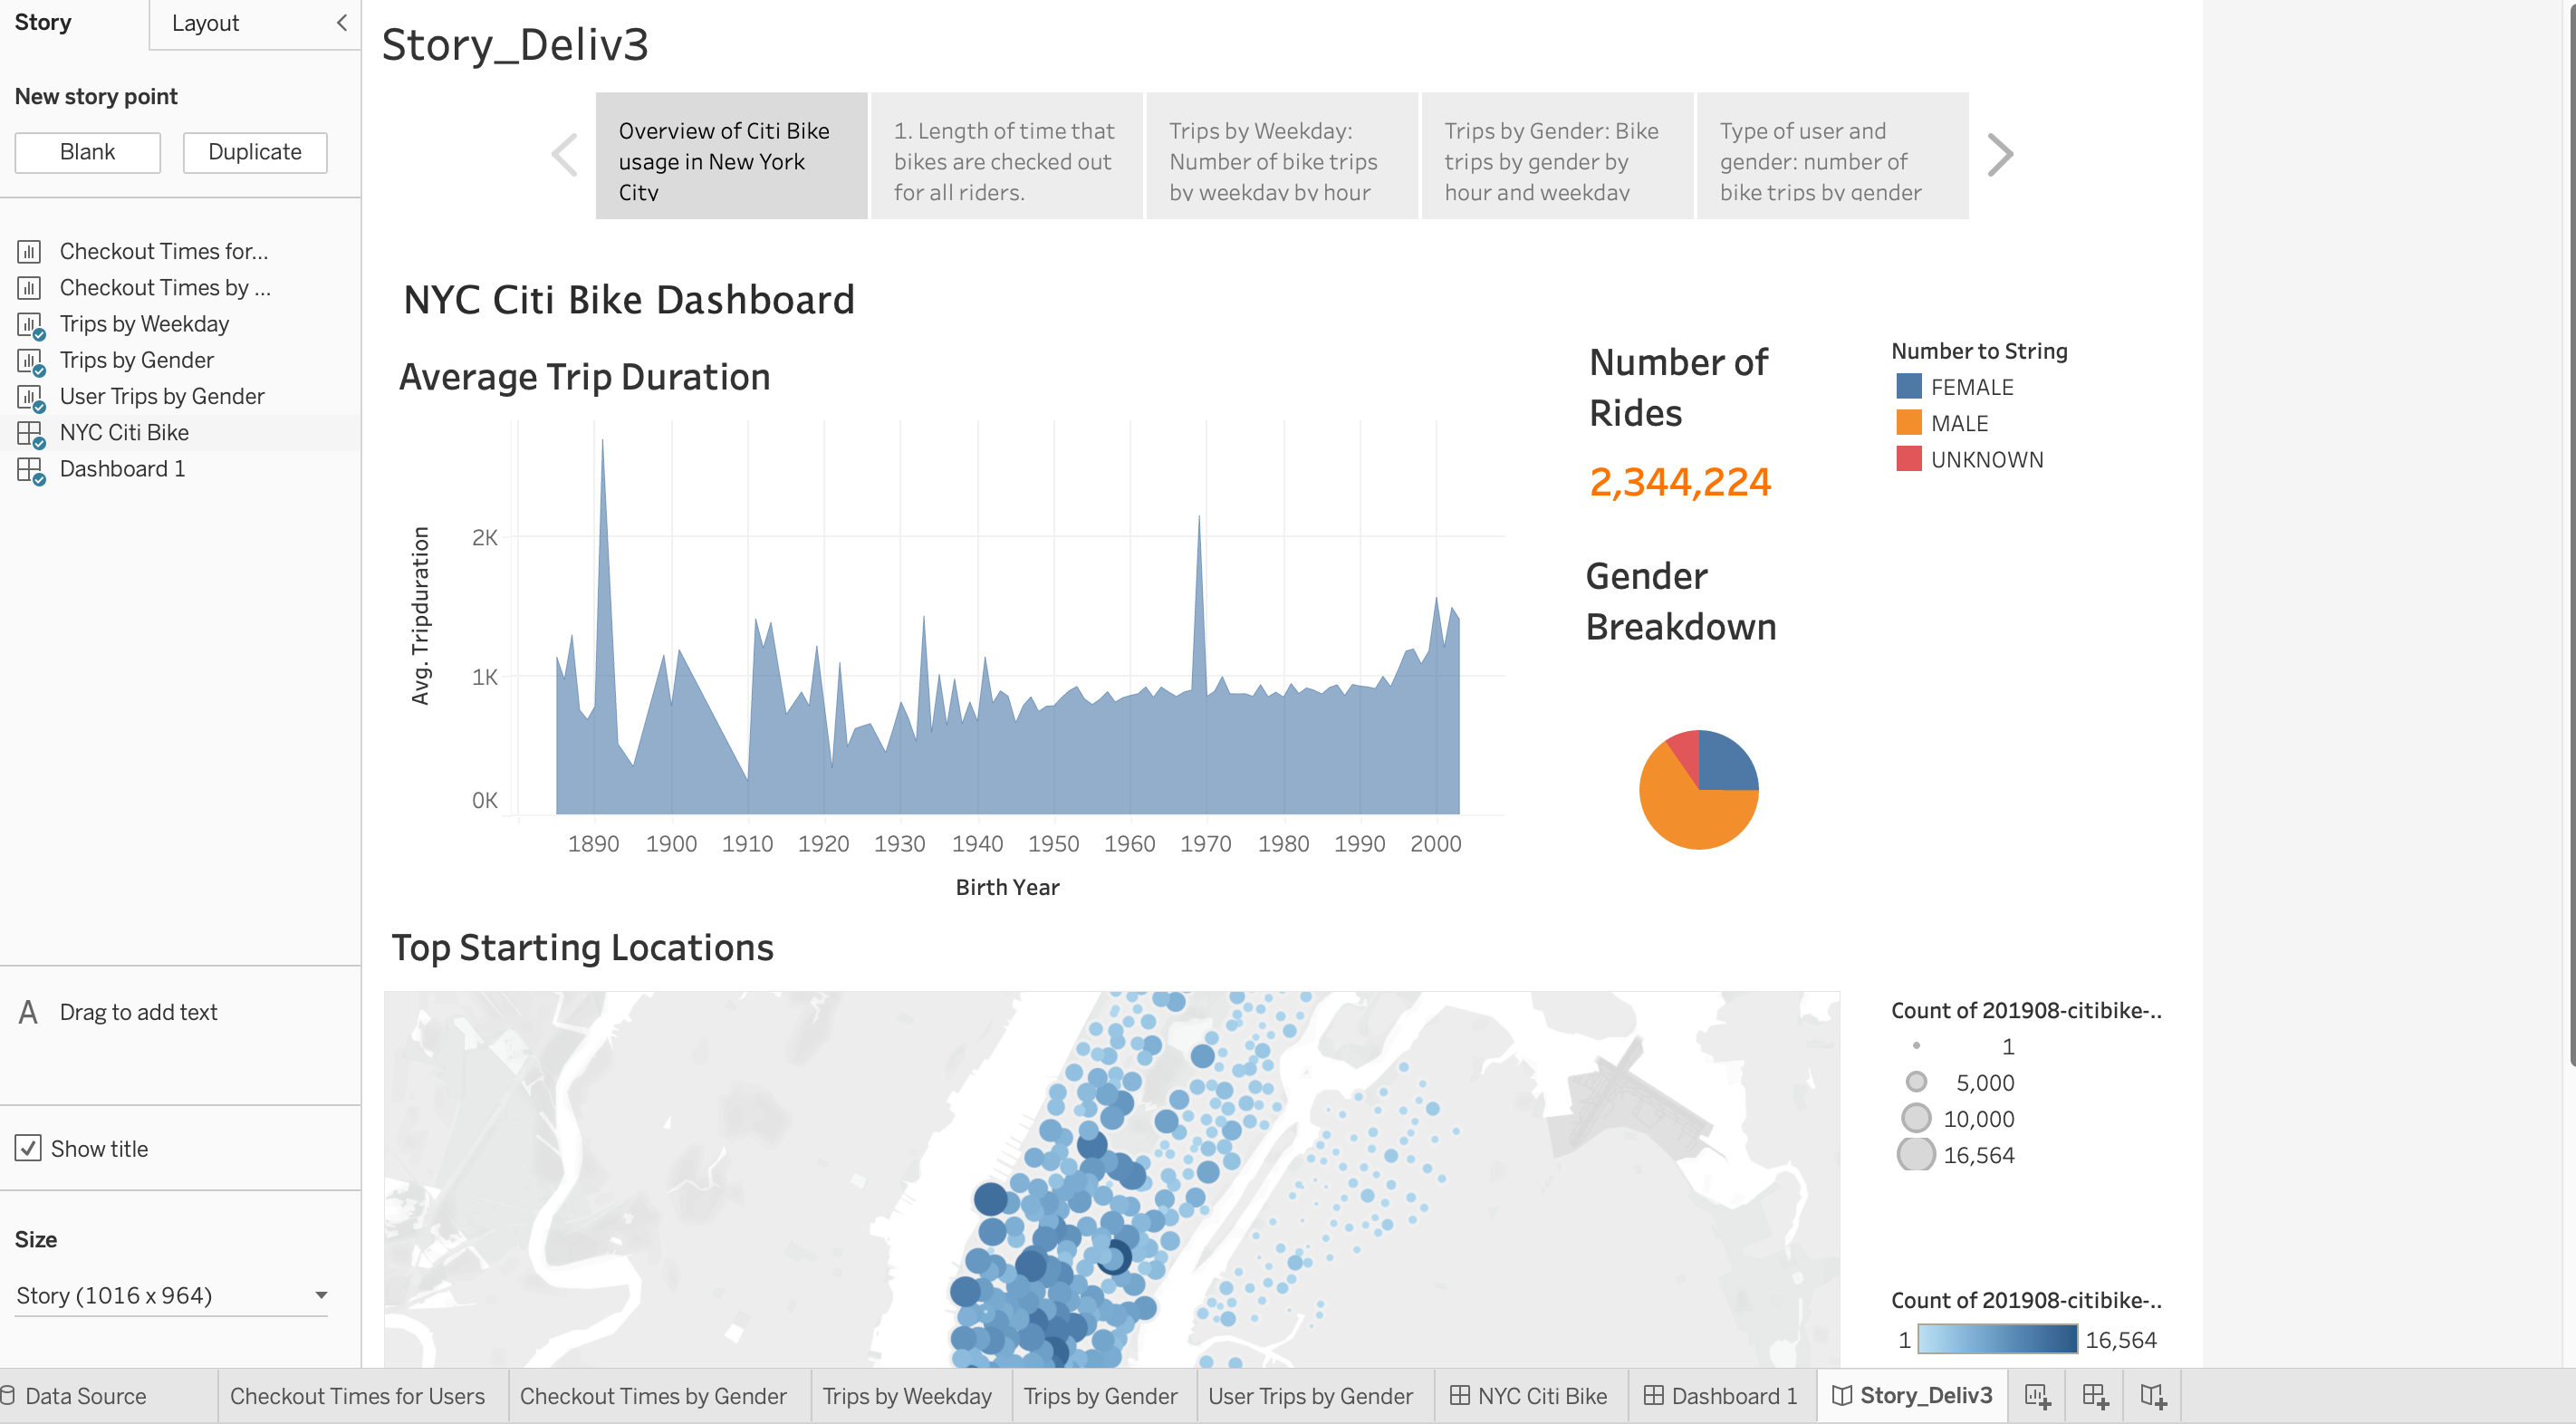 Story
Layout
New story point
Blank
Duplicate
Checkout Times for...
Checkout Times by ...
Trips by Weekday
Trips by Gender
User Trips by Gender
NYC Citi Bike
Dashboard 1
A Drag to add text
Show title
Size
Story (1016 x 964)
Story_Deliv3
Overview of Citi Bike
usage in New York
City
1. Length of time that
bikes are checked out
for all riders.
Trips by Weekday:
Number of bike trips
by weekday by hour
Trips by Gender: Bike
trips by gender by
hour and weekday
Type of user and
gender: number of
bike trips by gender
NYC Citi Bike Dashboard
Average Trip Duration
Avg. Tripduration
2K
1K
0K
1890 1900 1910 1920 1930 1940 1950 1960 1970 1980 1990 2000
Birth Year
Number of
Rides
2,344,224
Gender
Breakdown
Number to String
FEMALE
MALE
UNKNOWN
Top Starting Locations
Count of 201908-citibike-..
1
5,000
10,000
16,564
Count of 201908-citibike-..
1 16,564
Data Source
Checkout Times for Users
Checkout Times by Gender
Trips by Weekday
Trips by Gender
User Trips by Gender
NYC Citi Bike
Dashboard 1
Story_Deliv3